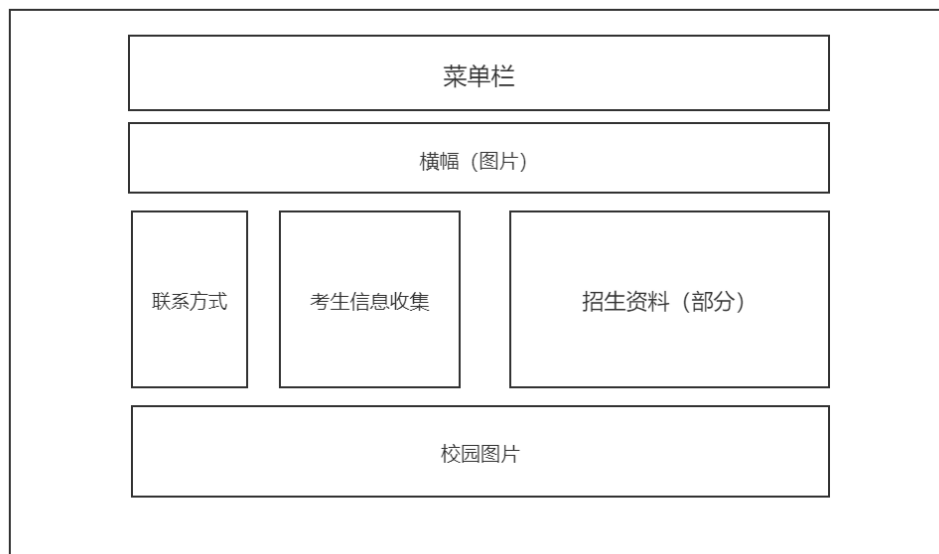 菜单栏
横幅（图片）
联系方式
考生信息收集
招生资料（部分）
校园图片